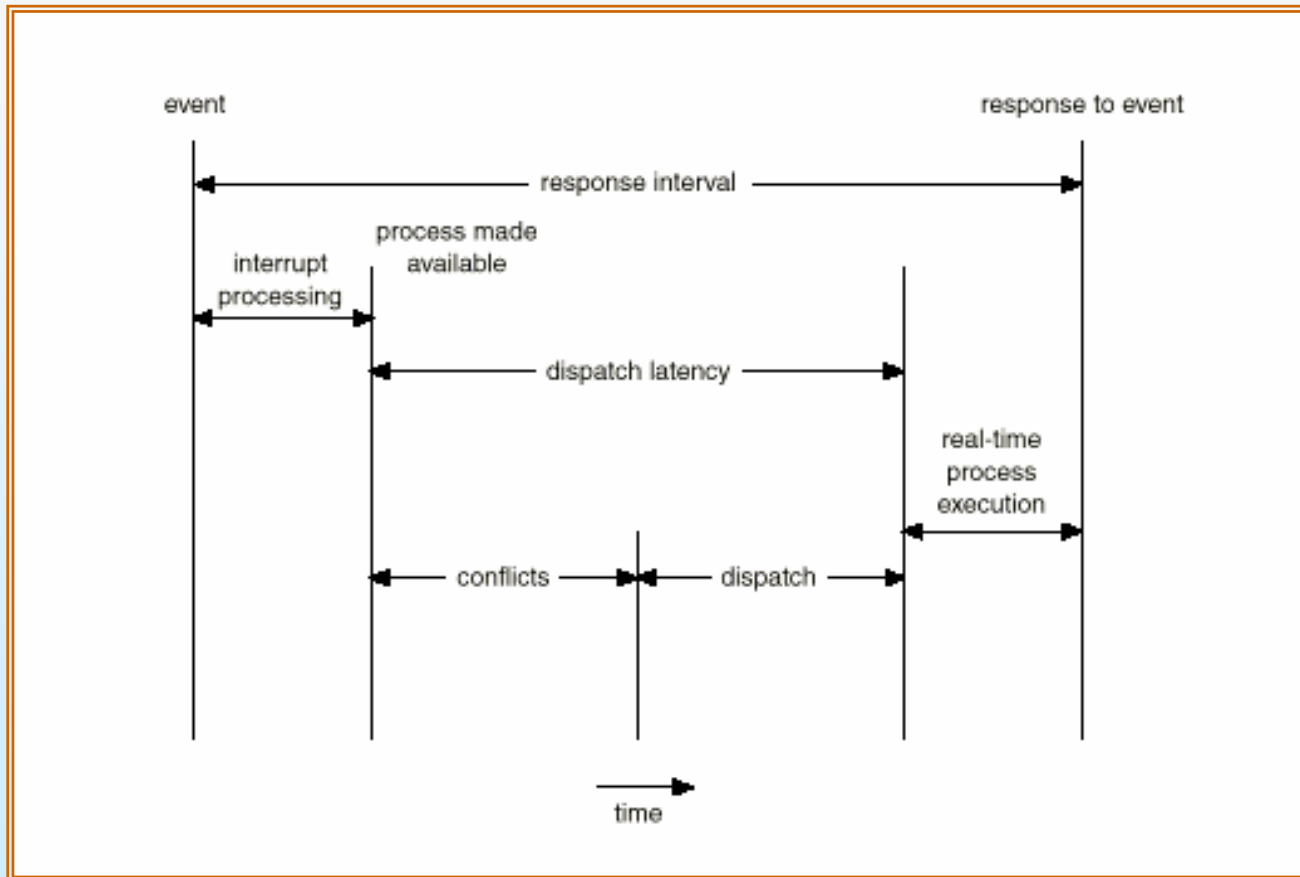 event
response to event
response interval
process made
available
interrupt
processing
dispatch latency
real-time
process
execution
conflicts
dispatch
time